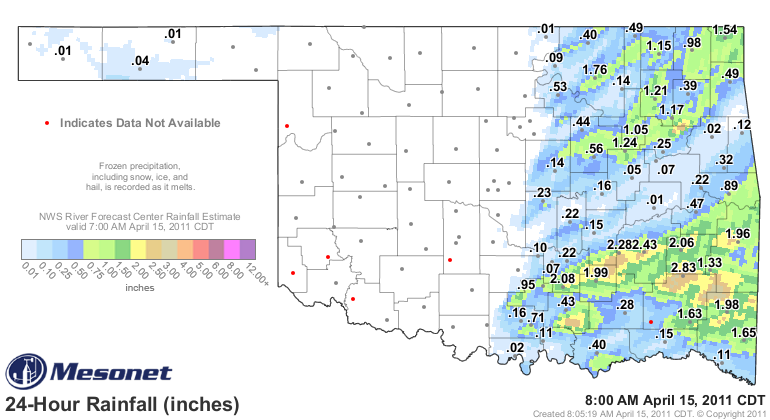 .01 .40 .49 1.54
.01 1.15 .98
.01 .04 .09 1.76 .14 .39 .49
.53 1.21
1.17
Indicates Data Not Available
.44 1.05 .02 .12
.56 1.24 .25
Frozen precipitation,
including snow, ice, and
hail, is recorded as it melts.
.14 .05 .07 .32
.23 .16 .22 .89
.01 .47
NWS River Forecast Center Rainfall Estimate
valid 7:00 AM April 15, 2011 CDT
.22 .15
.10 .22 2.28 2.43 2.06 1.96
0.01 0.10 0.25 0.50 0.75 1.00 1.50 2.00 2.50 3.00 4.00 5.00 6.00 8.00 10.00 12.00+
inches
.07 2.08 1.99 2.83 1.33
.95 .43 .28 1.98
.16 .71 1.63
.11 .15 1.65
.02 .40 .11
Mesonet
24-Hour Rainfall (inches)
8:00 AM April 15, 2011 CDT
Created 8:05:19 AM April 15, 2011 CDT. © Copyright 2011